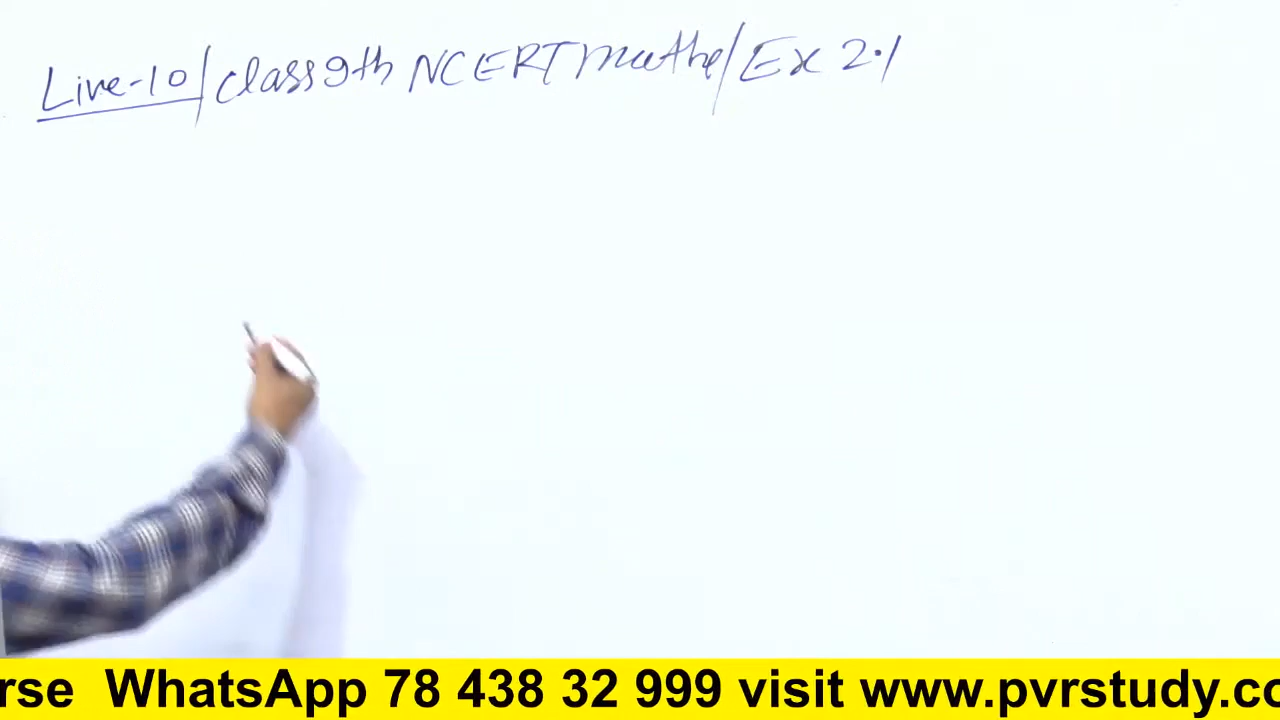 Live-10/class 9th NCERT maths/Ex 2.1
rse WhatsApp 78 438 32 999 visit www.pvrstudy.co